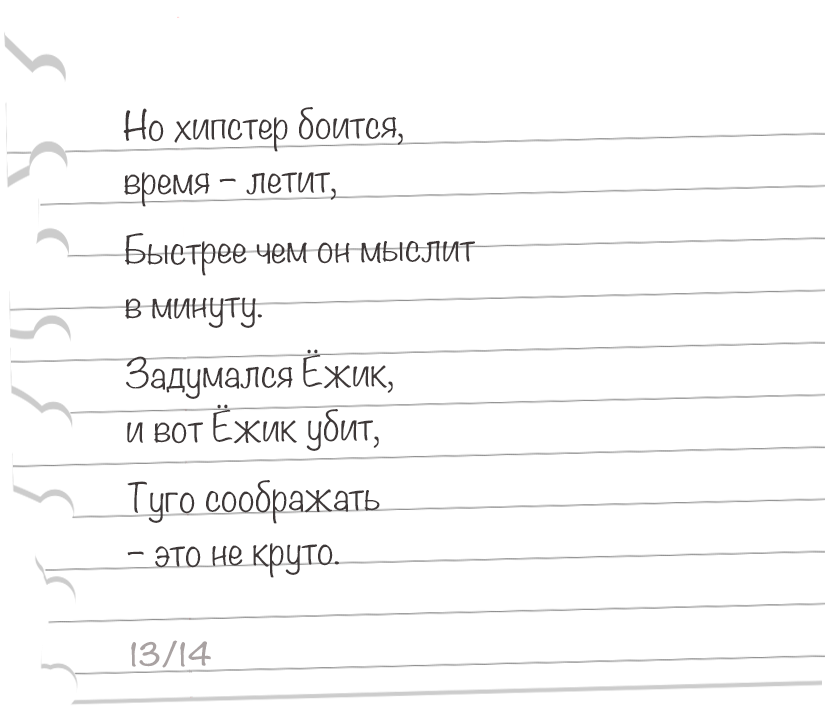 Но хипстер боится,
время – летит,
Быстрее чем он мыслит
в минуту.
Задумался Ёжик,
и вот Ёжик убит,
Туго соображать
– это не круто.
13/14